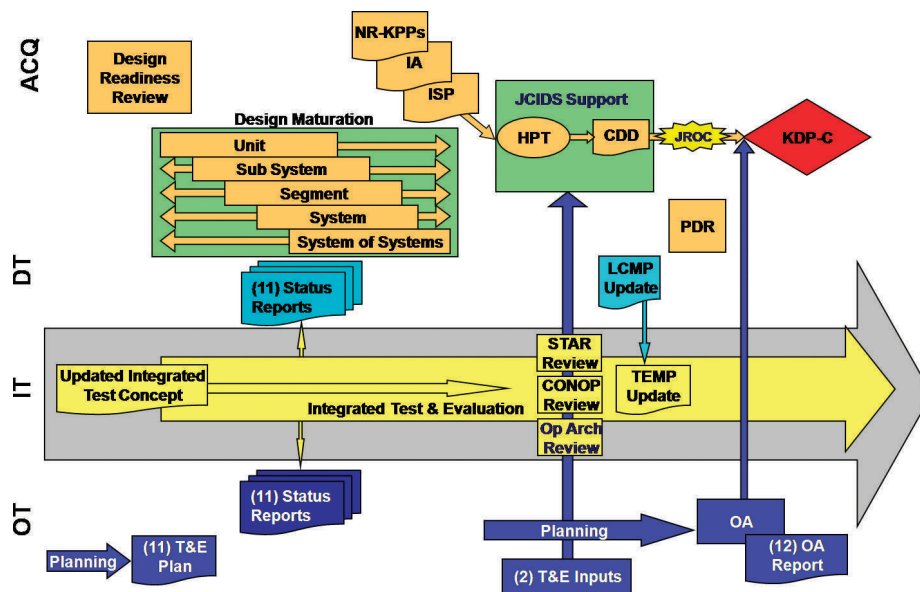 ACQ
NR-KPPs
IA
ISP
Design
Readiness
Review
Design Maturation
Unit
Sub System
Segment
System
System of Systems
JCIDS Support
HPT
CDD
JROC
KDP-C
PDR
DT
(11) Status
Reports
LCMP
Update
IT
Updated Integrated
Test Concept
Integrated Test & Evaluation
STAR
Review
CONOP
Review
Op Arch
Review
TEMP
Update
OT
(11) Status
Reports
Planning
(11) T&E
Plan
Planning
(2) T&E Inputs
OA
(12) OA
Report